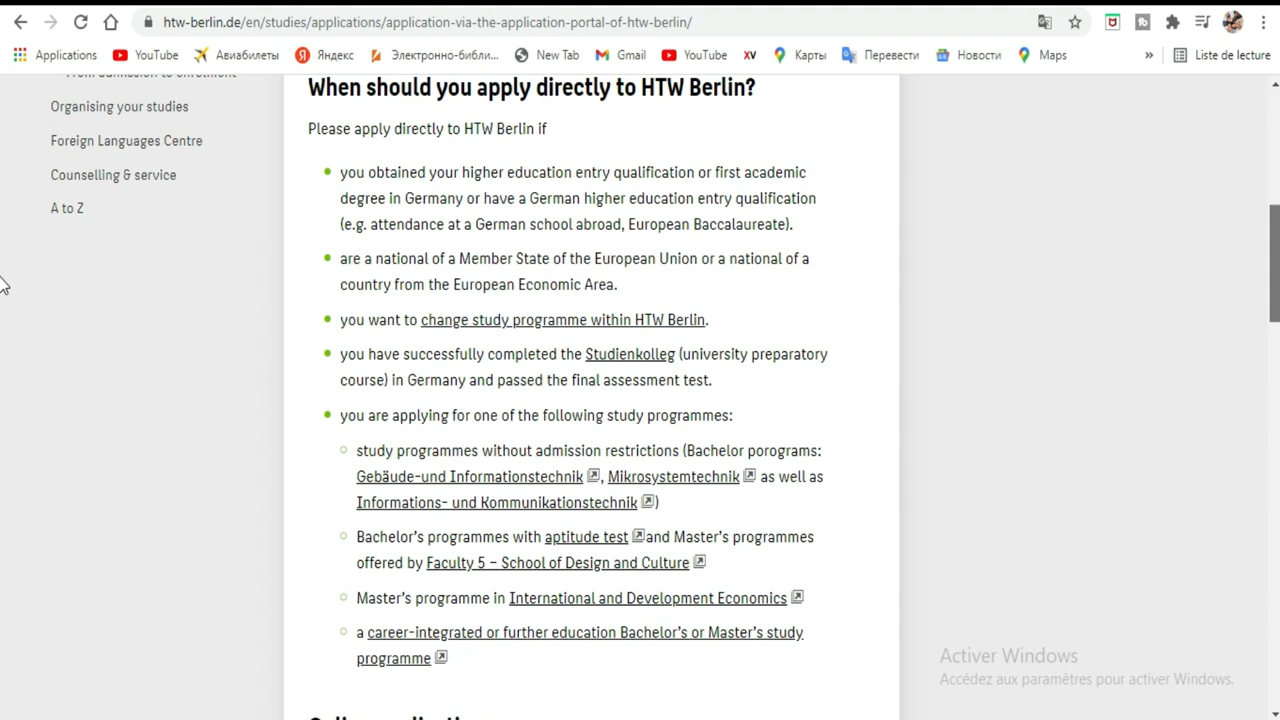 htw-berlin.de/en/studies/applications/application-via-the-application-portal-of-htw-berlin/
Applications YouTube Авиабилеты Яндекс Электронно-библи... New Tab Gmail YouTube XV Карты Перевести Новости Maps » Liste de lecture
From admission to enrolment
Organising your studies
Foreign Languages Centre
Counselling & service
A to Z
When should you apply directly to HTW Berlin?
Please apply directly to HTW Berlin if
you obtained your higher education entry qualification or first academic
degree in Germany or have a German higher education entry qualification
(e.g. attendance at a German school abroad, European Baccalaureate).
are a national of a Member State of the European Union or a national of a
country from the European Economic Area.
you want to change study programme within HTW Berlin.
you have successfully completed the Studienkolleg (university preparatory
course) in Germany and passed the final assessment test.
you are applying for one of the following study programmes:
study programmes without admission restrictions (Bachelor porograms:
Gebäude-und Informationstechnik, Mikrosystemtechnik as well as
Informations- und Kommunikationstechnik)
Bachelor's programmes with aptitude test and Master's programmes
offered by Faculty 5 – School of Design and Culture
Master's programme in International and Development Economics
a career-integrated or further education Bachelor's or Master's study
programme
Activer Windows
Accédez aux paramètres pour activer Windows.